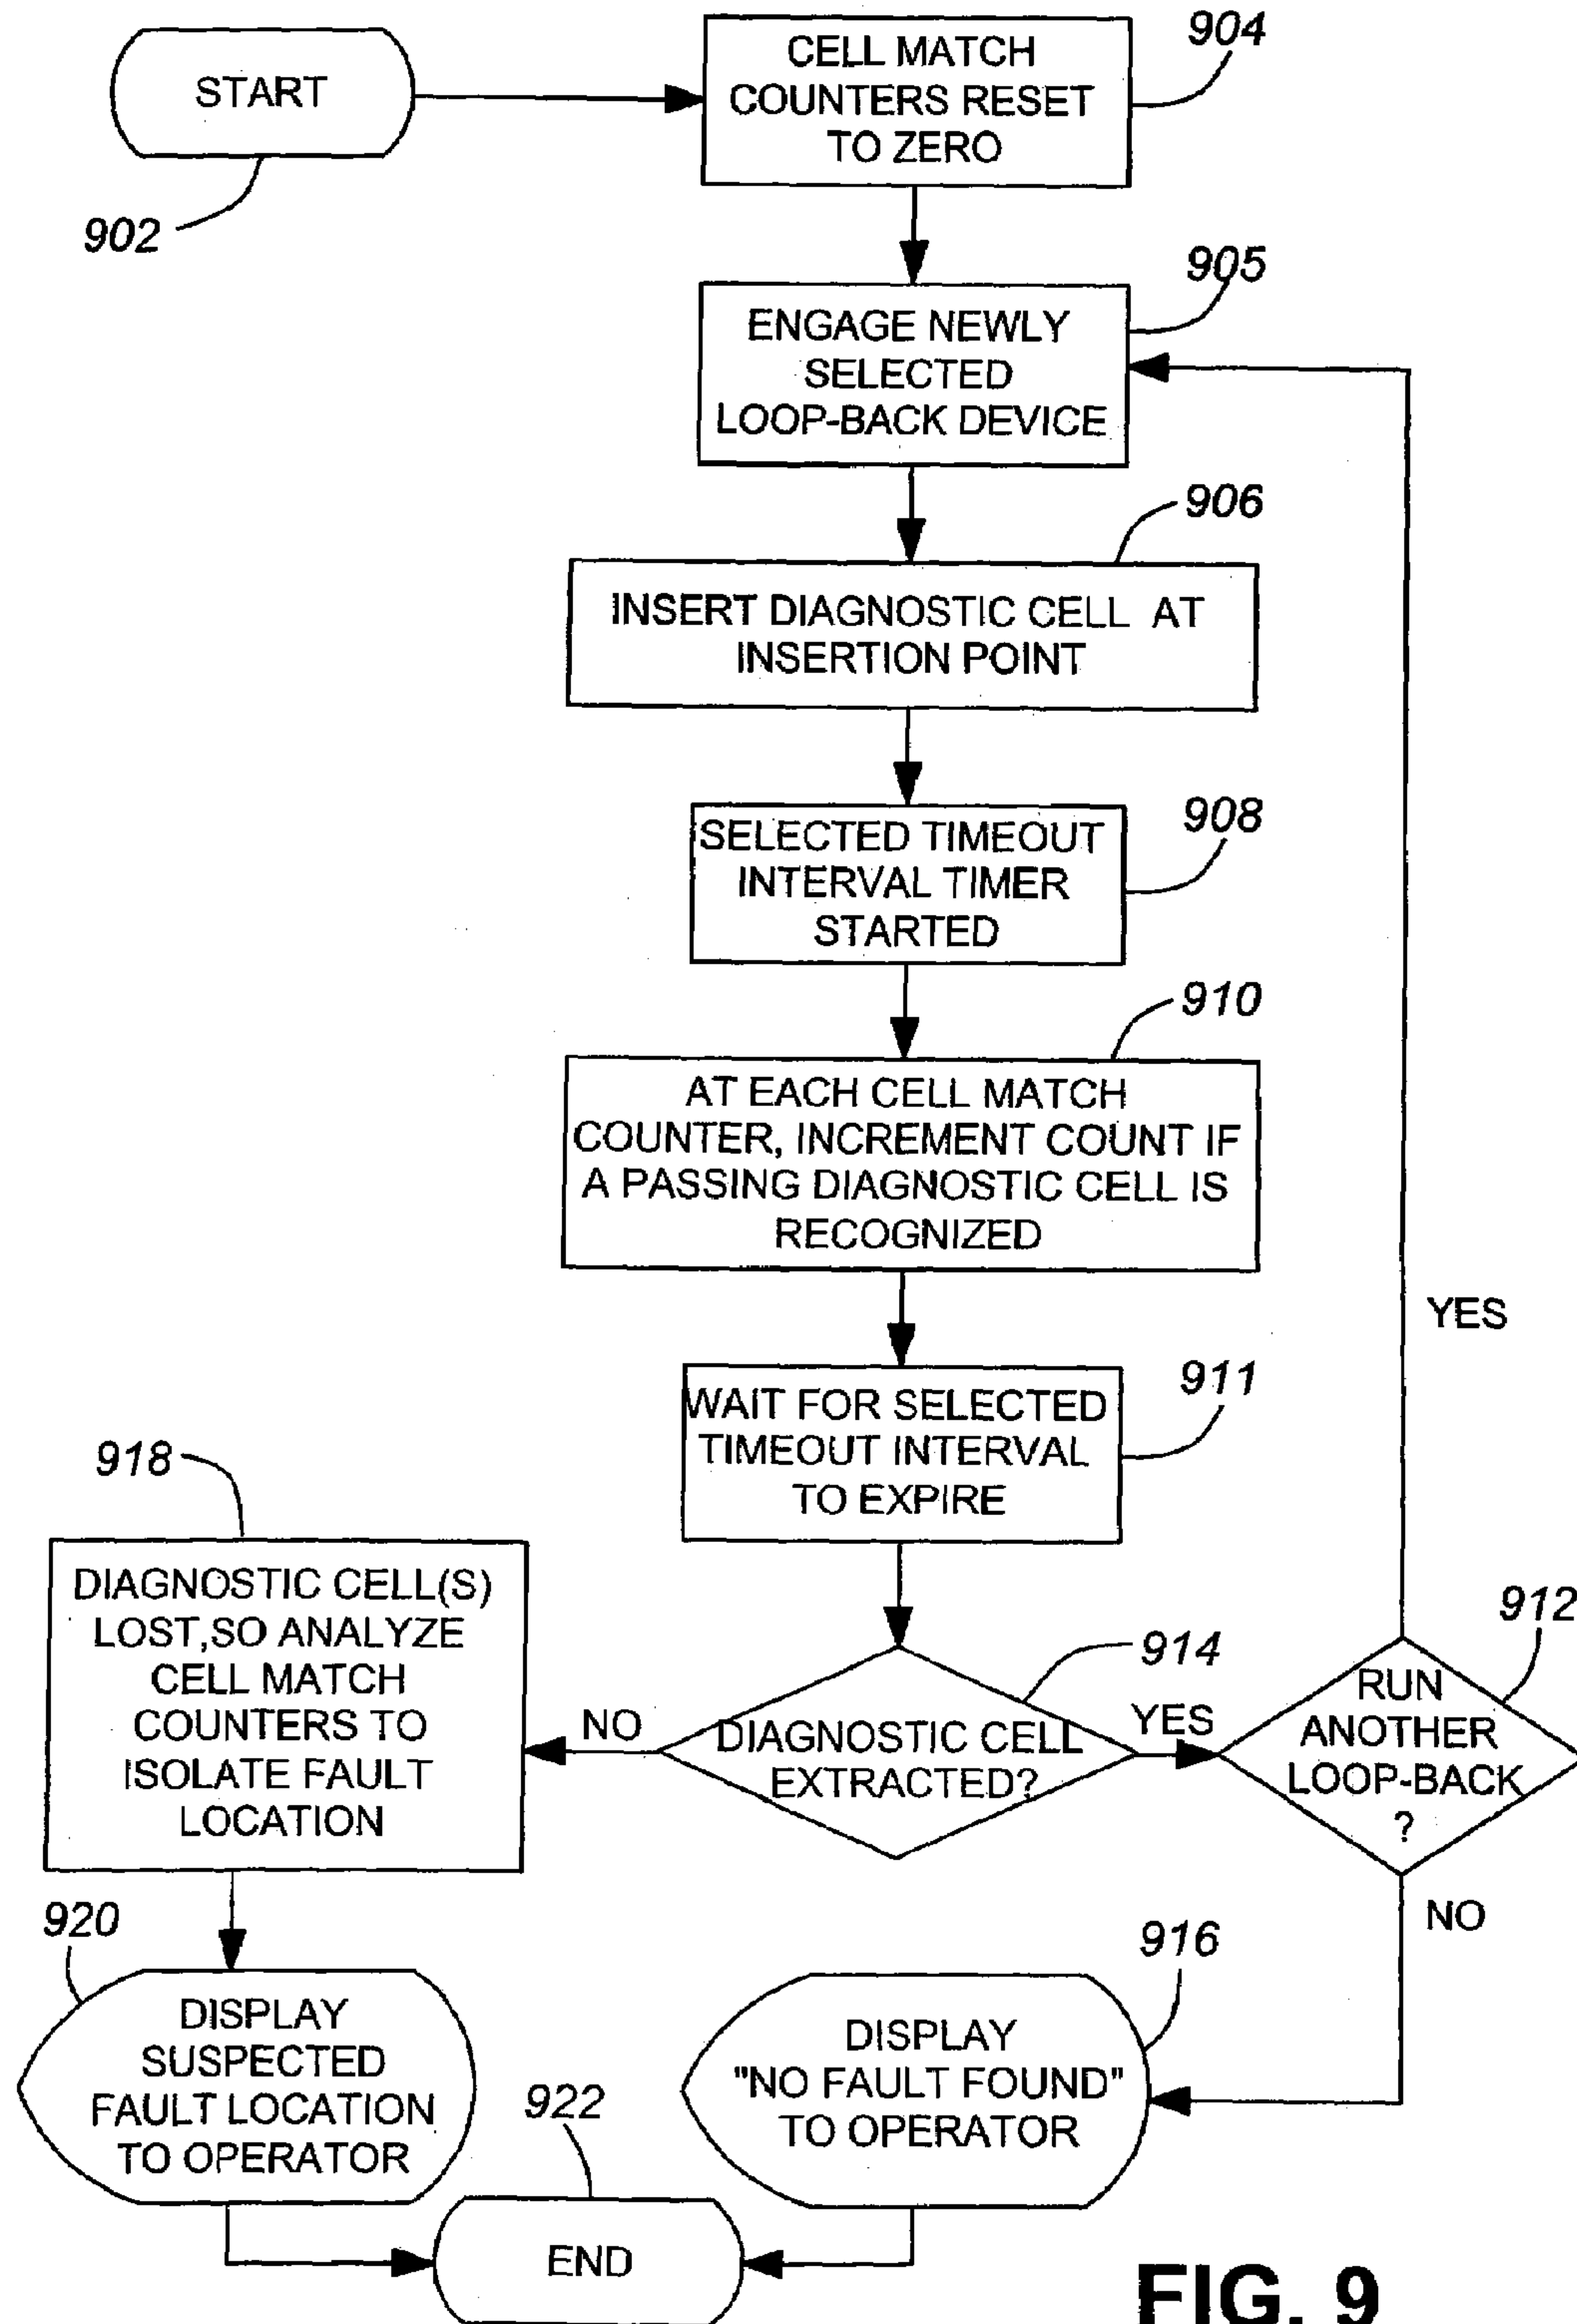 START
902
CELL MATCH
COUNTERS RESET
TO ZERO
904
ENGAGE NEWLY
SELECTED
LOOP-BACK DEVICE
905
INSERT DIAGNOSTIC CELL AT
INSERTION POINT
906
SELECTED TIMEOUT
INTERVAL TIMER
STARTED
908
AT EACH CELL MATCH
COUNTER, INCREMENT COUNT IF
A PASSING DIAGNOSTIC CELL IS
RECOGNIZED
910
WAIT FOR SELECTED
TIMEOUT INTERVAL
TO EXPIRE
911
DIAGNOSTIC CELL
EXTRACTED?
914
YES
NO
RUN
ANOTHER
LOOP-BACK
?
912
YES
NO
DIAGNOSTIC CELL(S)
LOST,SO ANALYZE
CELL MATCH
COUNTERS TO
ISOLATE FAULT
LOCATION
918
DISPLAY
SUSPECTED
FAULT LOCATION
TO OPERATOR
920
DISPLAY
"NO FAULT FOUND"
TO OPERATOR
916
END
922
FIG. 9